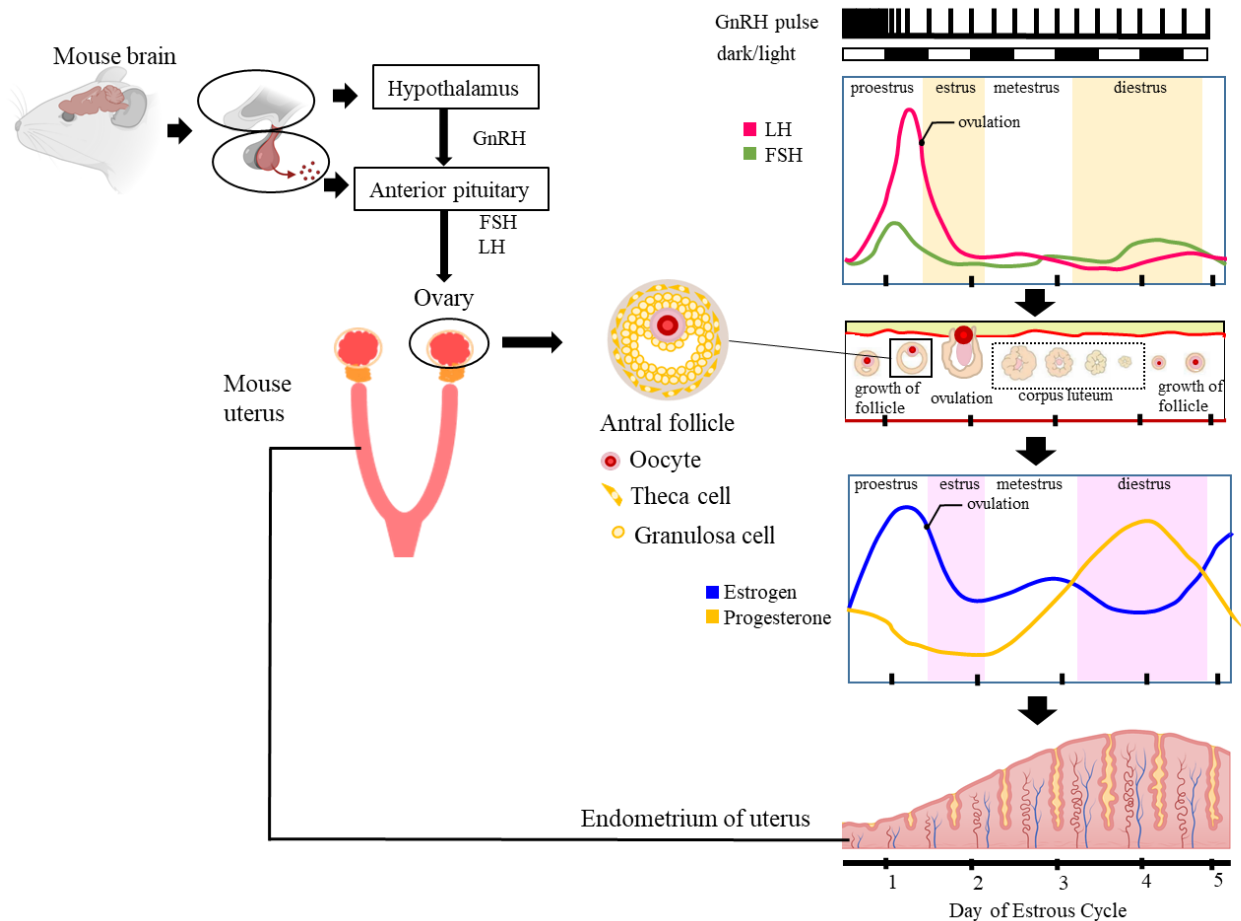 Mouse brain
Hypothalamus
GnRH
Anterior pituitary
FSH
LH
Ovary
Mouse
uterus
Antral follicle
Oocyte
Theca cell
Granulosa cell
GnRH pulse
dark/light
proestrus
estrus
metestrus
diestrus
LH
FSH
ovulation
growth of
follicle
ovulation
corpus luteum
growth of
follicle
proestrus
estrus
metestrus
diestrus
ovulation
Estrogen
Progesterone
Endometrium of uterus
1
2
3
4
5
Day of Estrous Cycle